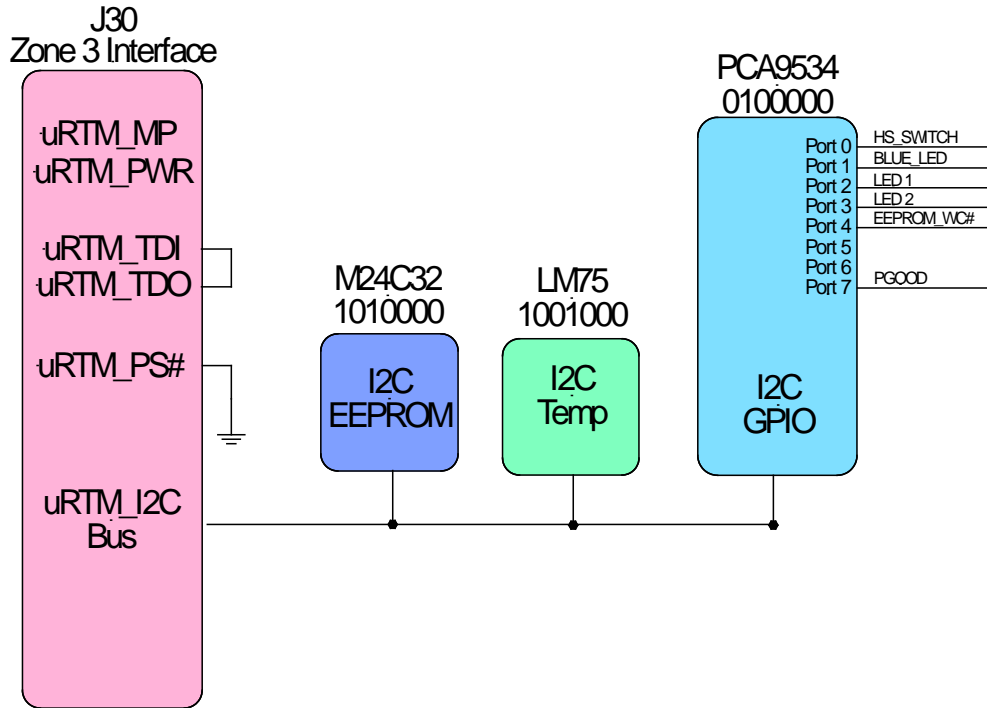 J30
Zone 3 Interface
uRTM_MP
uRTM_PWR
uRTM_TDI
uRTM_TDO
uRTM_PS#
uRTM_I2C
Bus
M24C32
1010000
I2C
EEPROM
LM75
1001000
I2C
Temp
PCA9534
0100000
Port 0 HS_SWITCH
Port 1 BLUE_LED
Port 2 LED 1
Port 3 LED 2
Port 4 EEPROM_WC#
Port 5
Port 6
Port 7 PGOOD
I2C
GPIO